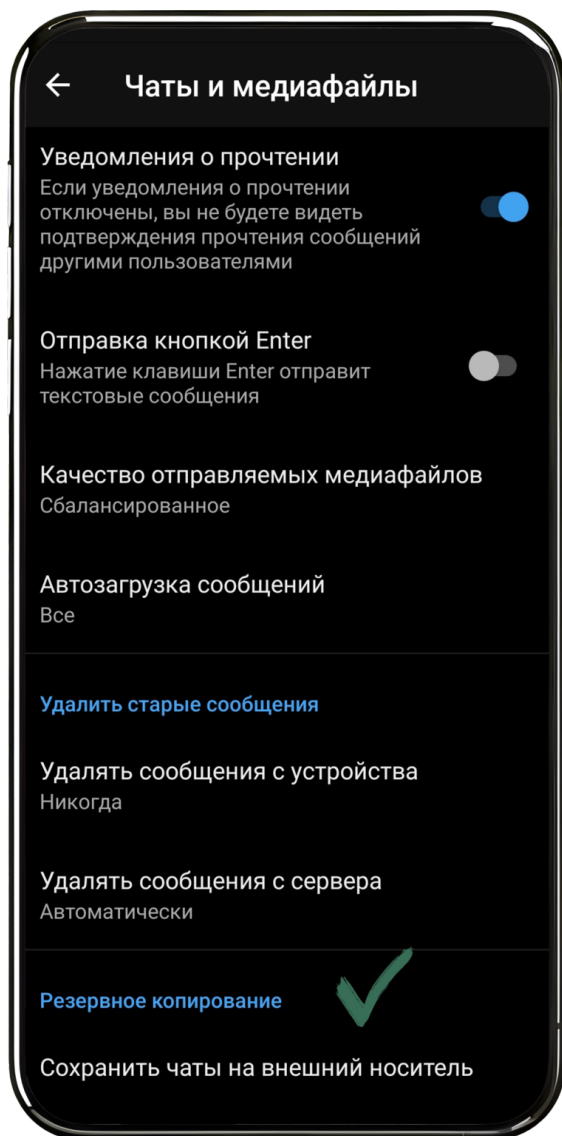 Чаты и медиафайлы
Уведомления о прочтении
Если уведомления о прочтении
отключены, вы не будете видеть
подтверждения прочтения сообщений
другими пользователями
Отправка кнопкой Enter
Нажатие клавиши Enter отправит
текстовые сообщения
Качество отправляемых медиафайлов
Сбалансированное
Автозагрузка сообщений
Все
Удалить старые сообщения
Удалять сообщения с устройства
Никогда
Удалять сообщения с сервера
Автоматически
Резервное копирование
Сохранить чаты на внешний носитель